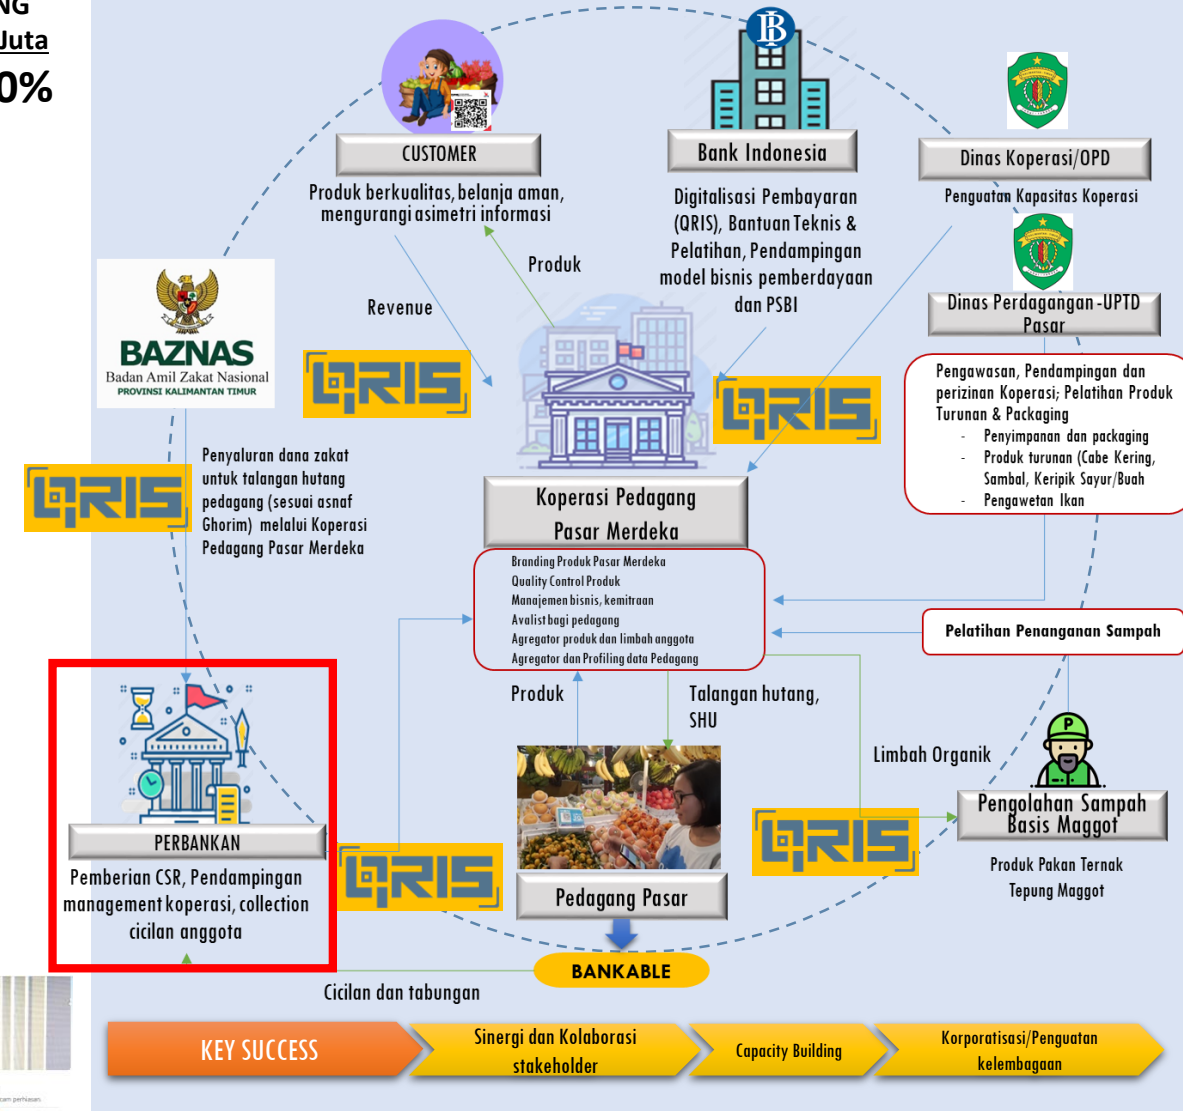 NG
Juta
0%
CUSTOMER
Produk berkualitas, belanja aman,
mengurangi asimetri informasi
Bank Indonesia
Digitalisasi Pembayaran
(QRIS), Bantuan Teknis &
Pelatihan, Pendampingan
model bisnis pemberdayaan
dan PSBI
Dinas Koperasi/OPD
Penguatan Kapasitas Koperasi
Dinas Perdagangan -UPTD
Pasar
Pengawasan, Pendampingan dan
perizinan Koperasi; Pelatihan Produk
Turunan & Packaging
- Penyimpanan dan packaging
- Produk turunan (Cabe Kering,
Sambal, Keripik Sayur/Buah
- Pengawetan Ikan
Produk
Revenue
BAZNAS
Badan Amil Zakat Nasional
PROVINSI KALIMANTAN TIMUR
QRIS
QRIS
QRIS
Penyaluran dana zakat
untuk talangan hutang
pedagang (sesuai asnaf
Ghorim) melalui Koperasi
Pedagang Pasar Merdeka
Koperasi Pedagang
Pasar Merdeka
Branding Produk Pasar Merdeka
Quality Control Produk
Manajemen bisnis, kemitraan
Avalist bagi pedagang
Agregator produk dan limbah anggota
Agregator dan Profiling data Pedagang
Pelatihan Penanganan Sampah
Produk
Talangan hutang,
SHU
Limbah Organik
P
Pengolahan Sampah
Basis Maggot
Produk Pakan Ternak
Tepung Maggot
QRIS
QRIS
PERBANKAN
Pemberian CSR, Pendampingan
management koperasi, collection
cicilan anggota
Pedagang Pasar
BANKABLE
Cicilan dan tabungan
KEY SUCCESS
Sinergi dan Kolaborasi
stakeholder
Capacity Building
Korporatisasi/Penguatan
kelembagaan
perhiasan.